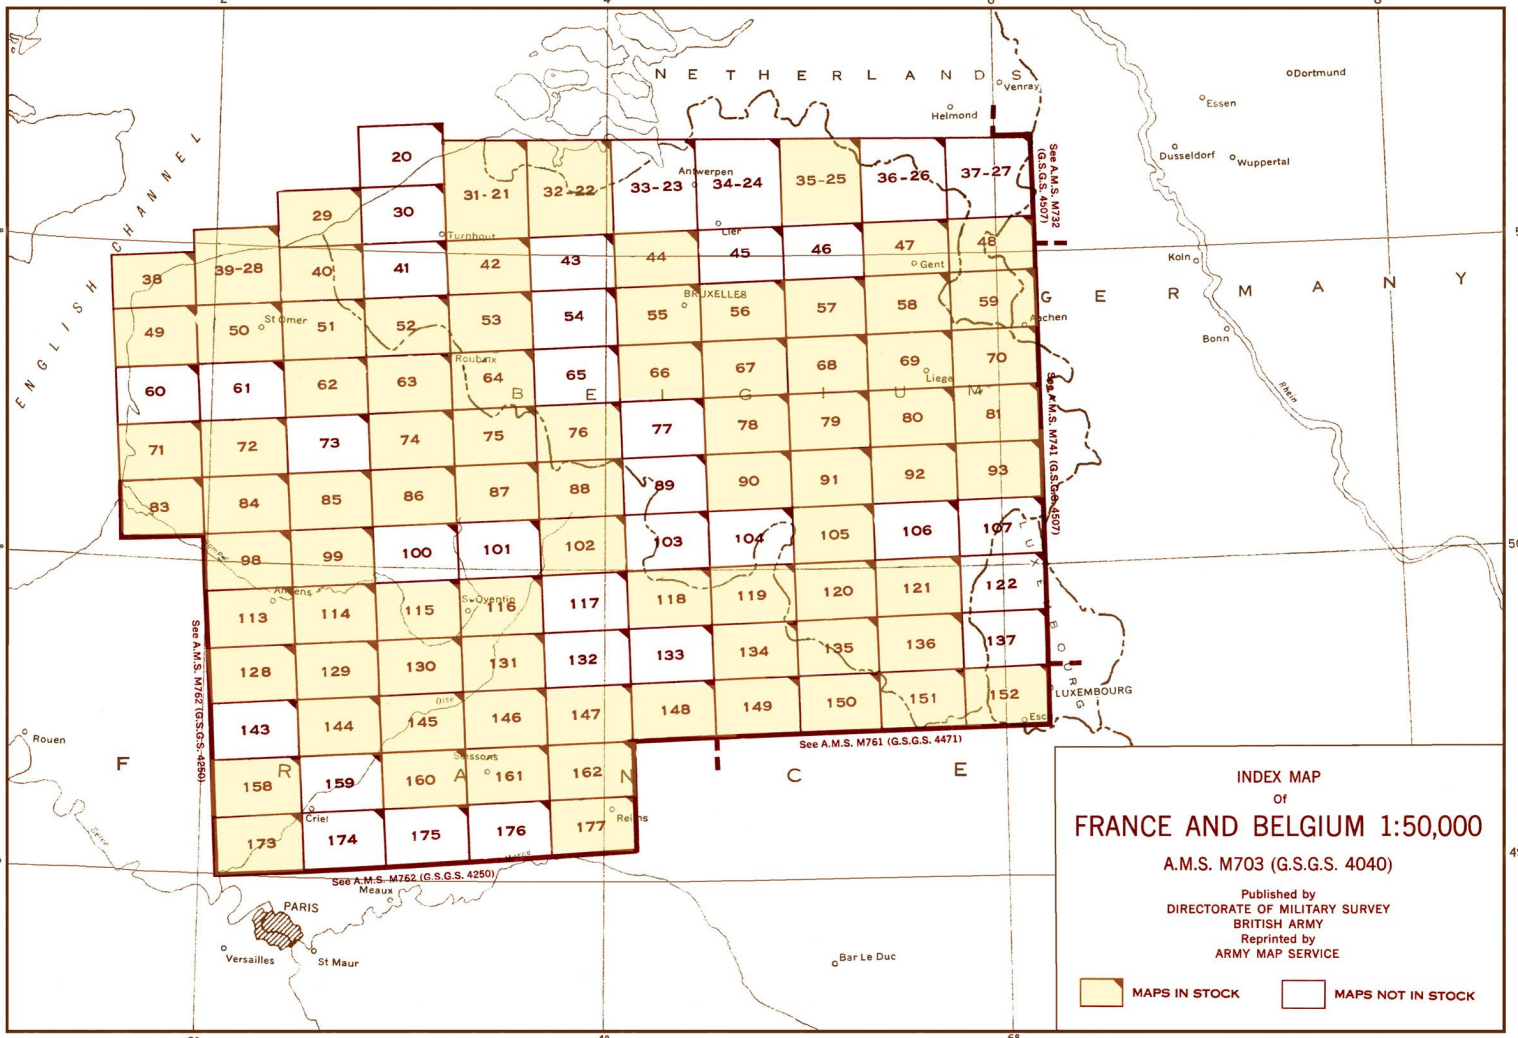 2
4
6
8
NETHERLANDS
Dortmund
Venray
Essen
Helmond
ENGLISH CHANNEL
Dusseldorf
Wuppertal
See A.M.S. M732
(G.S.G.S. 4507)
20
Antwerpen
31-21
32-22
33-23
34-24
35-25
36-26
37-27
29
30
Turnhout
Lier
38
39-28
40
41
42
43
44
45
46
47
48
Gent
Koln
GERMANY
49
50
St Omer
51
52
53
54
BRUXELLES
55
56
57
58
59
Aachen
Bonn
Roubaix
60
61
62
63
64
65
66
67
68
69
70
Liege
BELGIUM
See A.M.S. M741 (G.S.G.S. 4507)
Rhein
71
72
73
74
75
76
77
78
79
80
81
83
84
85
86
87
88
89
90
91
92
93
Somme
98
99
100
101
102
103
104
105
106
107
50
LUXEMBOURG
Amiens
113
114
115
St Quentin
116
117
118
119
120
121
122
See A.M.S. M762 (G.S.G.S. 4250)
128
129
130
131
132
133
134
135
136
137
Oise
143
144
145
146
147
148
149
150
151
152
LUXEMBOURG
Esc
Rouen
See A.M.S. M761 (G.S.G.S. 4471)
FRANCE
Soissons
158
159
160
161
162
Seine
Criel
Reims
173
174
175
176
177
Marne
See A.M.S. M762 (G.S.G.S. 4250)
Meaux
PARIS
Versailles
St Maur
Bar Le Duc
INDEX MAP
Of
FRANCE AND BELGIUM 1:50,000
A.M.S. M703 (G.S.G.S. 4040)
Published by
DIRECTORATE OF MILITARY SURVEY
BRITISH ARMY
Reprinted by
ARMY MAP SERVICE
MAPS IN STOCK
MAPS NOT IN STOCK